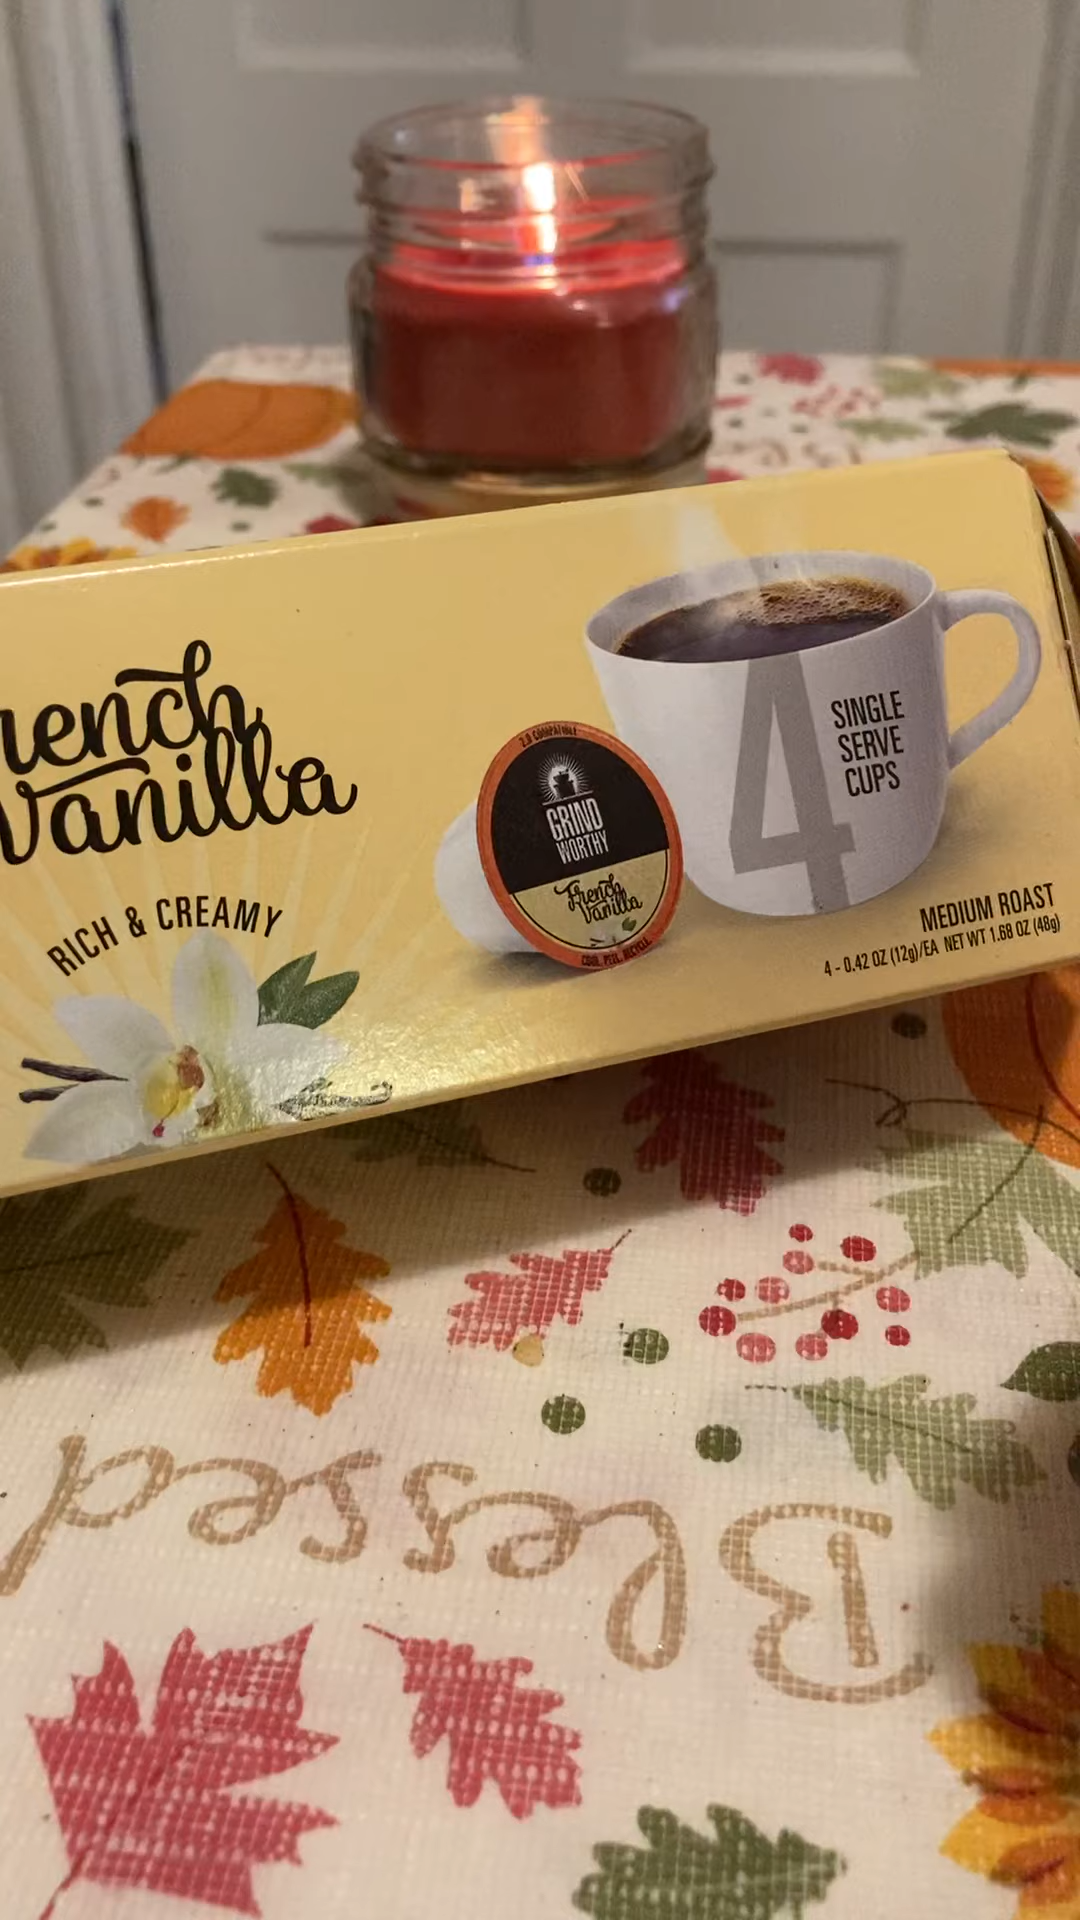 rench
Vanilla
RICH & CREAMY
2.0 COMPATIBLE
GRIND
WORTHY
French
Vanilla
COOL, PEEL, RECYCLE
4
SINGLE
SERVE
CUPS
MEDIUM ROAST
4 - 0.42 OZ (12g)/EA NET WT 1.68 OZ (48g)
Blessed